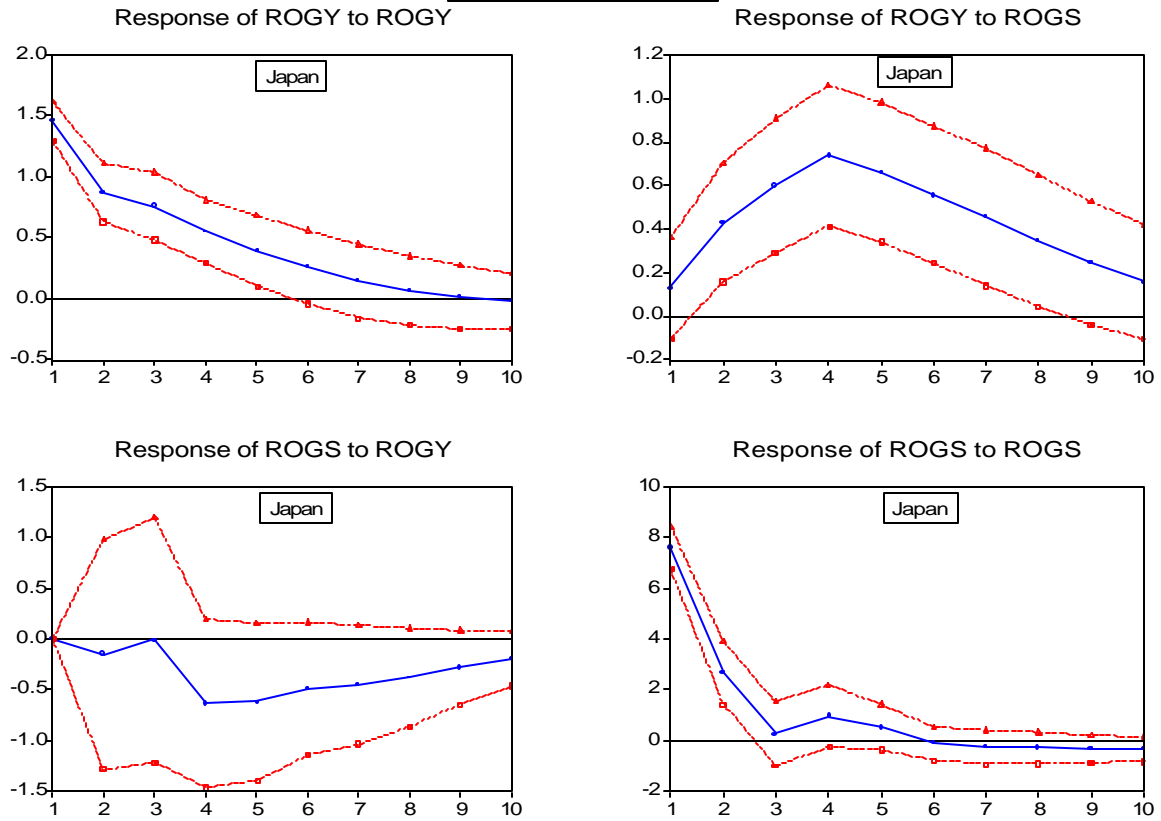 Response of ROGY to ROGY
2.0
1.5
1.0
0.5
0.0
-0.5
Japan
1 2 3 4 5 6 7 8 9 10
Response of ROGY to ROGS
1.2
1.0
0.8
0.6
0.4
0.2
0.0
-0.2
Japan
1 2 3 4 5 6 7 8 9 10
Response of ROGS to ROGY
1.5
1.0
0.5
0.0
-0.5
-1.0
-1.5
Japan
1 2 3 4 5 6 7 8 9 10
Response of ROGS to ROGS
10
8
6
4
2
0
-2
Japan
1 2 3 4 5 6 7 8 9 10